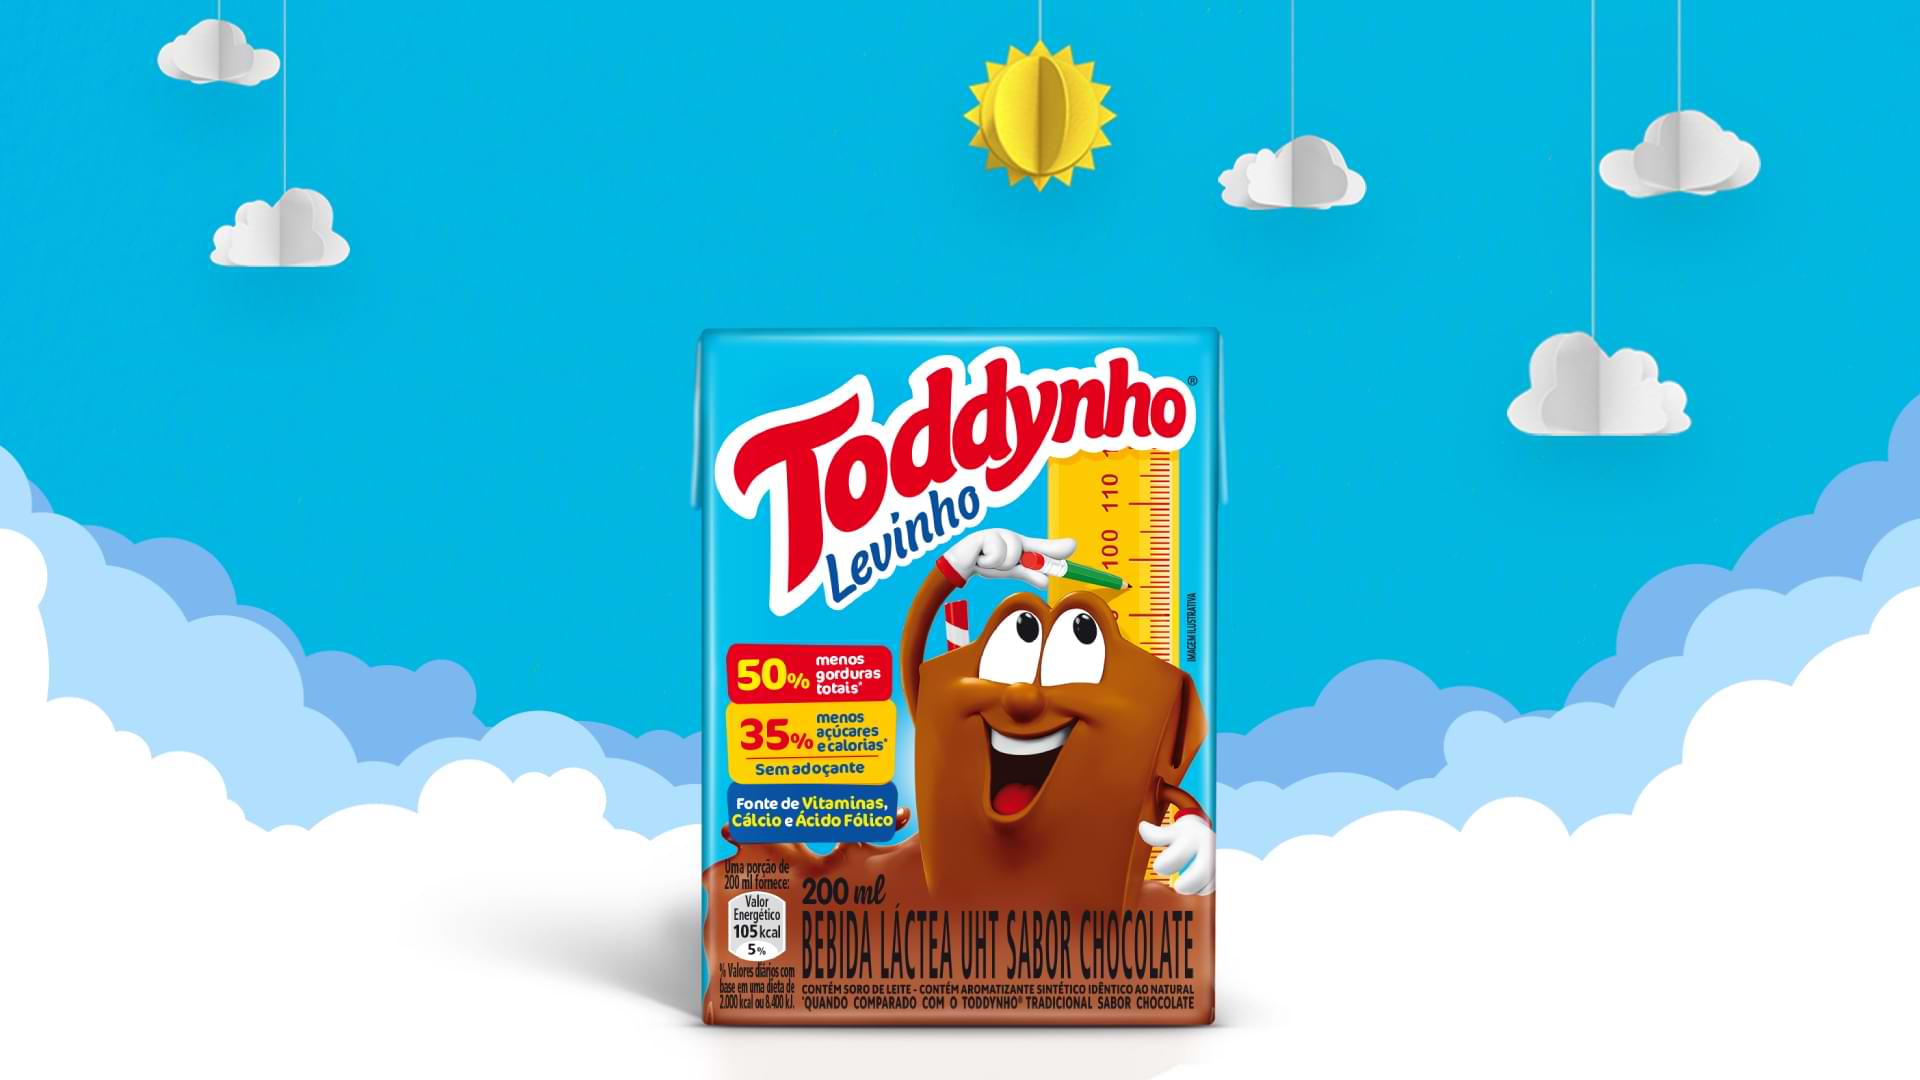 Toddynho®
Levinho
110
100
IMAGEM ILUSTRATIVA
50% menos
gorduras
totais*
35% menos
açúcares
e calorias*
Sem adoçante
Fonte de Vitaminas,
Cálcio e Ácido Fólico
Uma porção de
200 ml fornece:
Valor
Energético
105 kcal
5%
% Valores diários com
base em uma dieta de
2.000 kcal ou 8.400 kJ.
200 ml
BEBIDA LÁCTEA UHT SABOR CHOCOLATE
CONTÉM SORO DE LEITE - CONTÉM AROMATIZANTE SINTÉTICO IDÊNTICO AO NATURAL
*QUANDO COMPARADO COM O TODDYNHO® TRADICIONAL SABOR CHOCOLATE